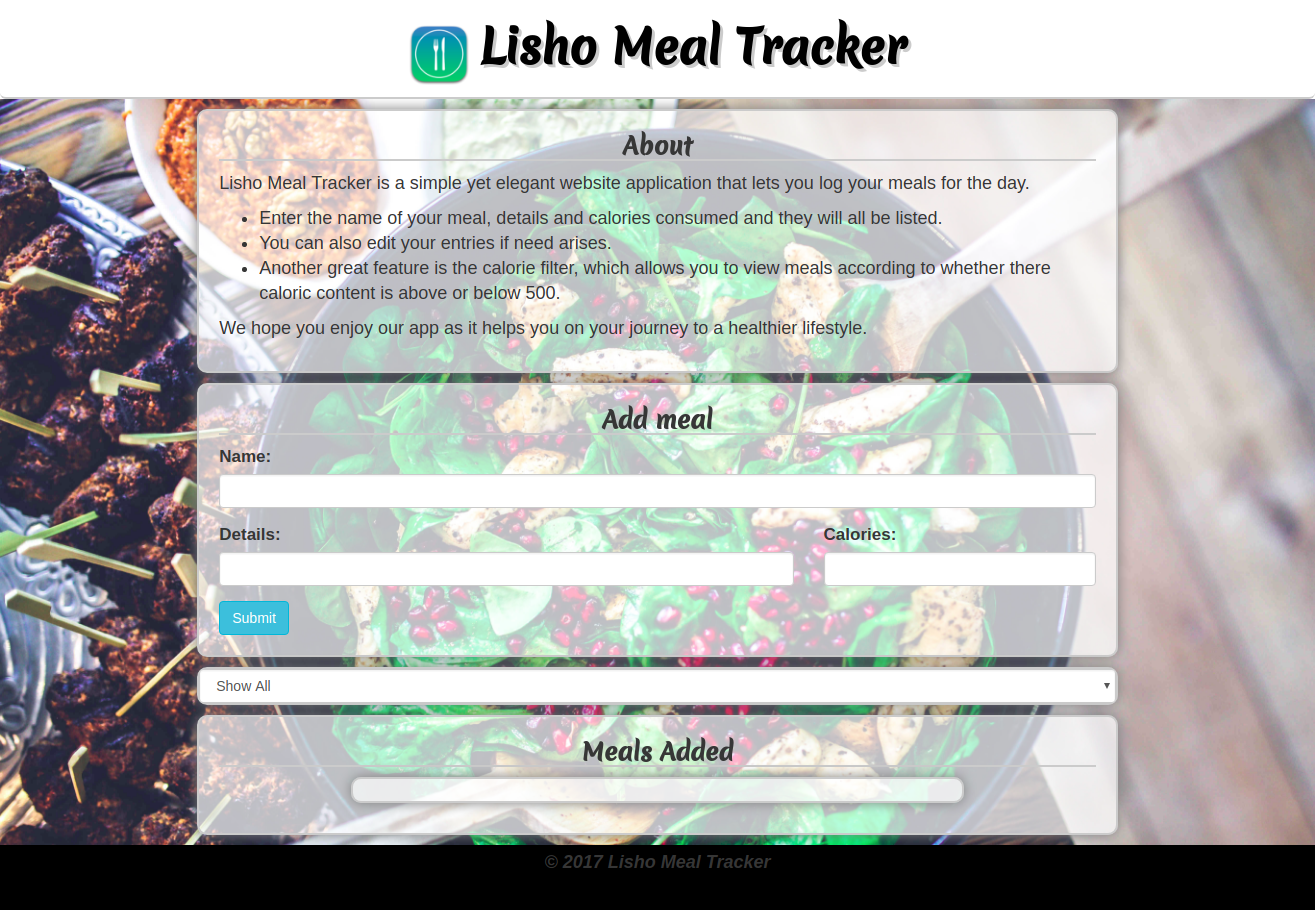 Lisho Meal Tracker
About
Lisho Meal Tracker is a simple yet elegant website application that lets you log your meals for the day.
Enter the name of your meal, details and calories consumed and they will all be listed.
You can also edit your entries if need arises.
Another great feature is the calorie filter, which allows you to view meals according to whether there
caloric content is above or below 500.
We hope you enjoy our app as it helps you on your journey to a healthier lifestyle.
Add meal
Name:
Details: Calories:
Submit
Show All
Meals Added
© 2017 Lisho Meal Tracker